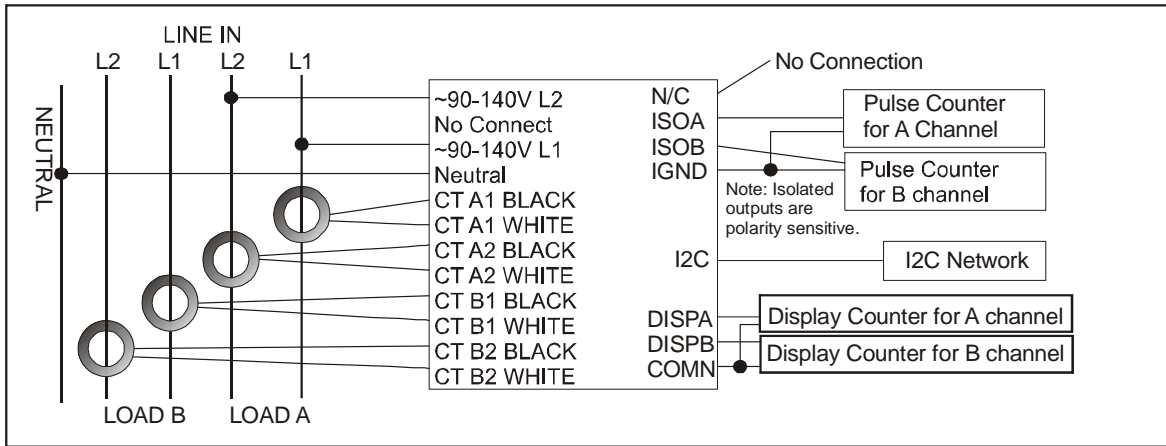 LINE IN
L2 L1 L2 L1
NEUTRAL
~90-140V L2
No Connect
~90-140V L1
Neutral
CT A1 BLACK
CT A1 WHITE
CT A2 BLACK
CT A2 WHITE
CT B1 BLACK
CT B1 WHITE
CT B2 BLACK
CT B2 WHITE
LOAD B LOAD A
N/C
ISOA
ISOB
IGND
Note: Isolated
outputs are
polarity sensitive.
I2C
DISPA
DISPB
COMN
No Connection
Pulse Counter
for A Channel
Pulse Counter
for B channel
I2C Network
Display Counter for A channel
Display Counter for B channel